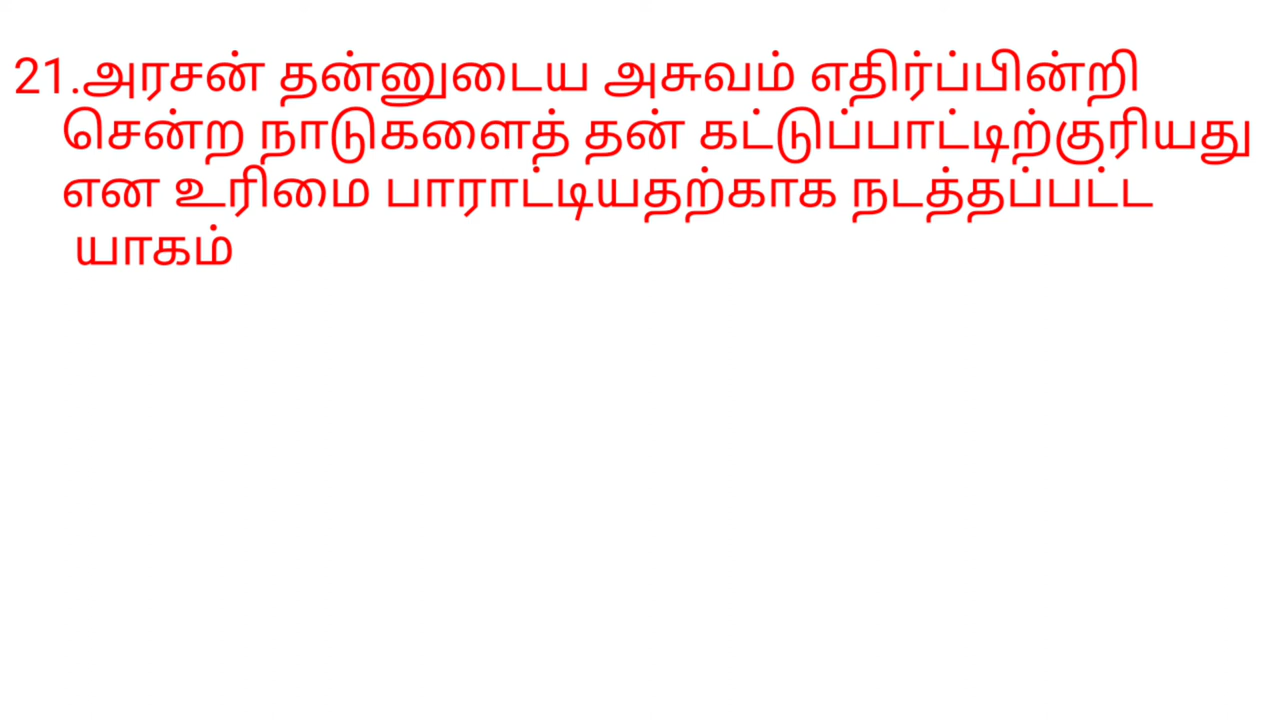 21.அரசன் தன்னுடைய அசுவம் எதிர்ப்பின்றி
சென்ற நாடுகளைத் தன் கட்டுப்பாட்டிற்குரியது
என உரிமை பாராட்டியதற்காக நடத்தப்பட்ட
யாகம்